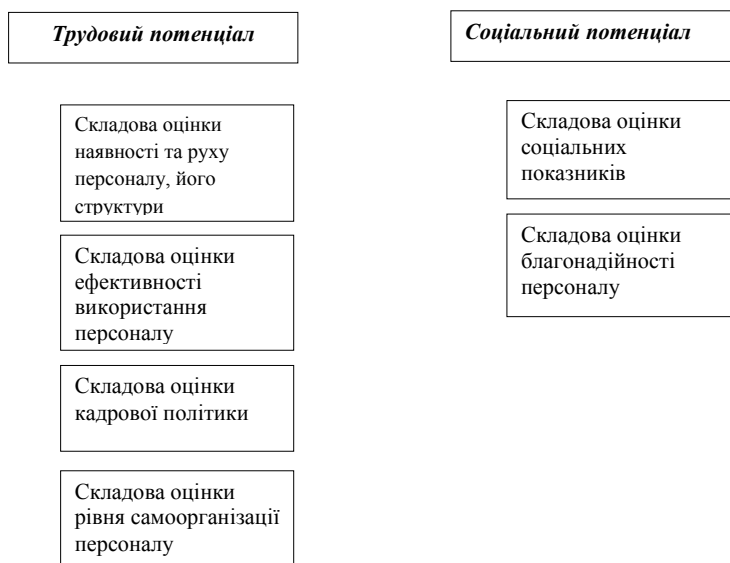 Трудовий потенціал
Складова оцінки
наявності та руху
персоналу, його
структури
Складова оцінки
ефективності
використання
персоналу
Складова оцінки
кадрової політики
Складова оцінки
рівня самоорганізації
персоналу
Соціальний потенціал
Складова оцінки
соціальних
показників
Складова оцінки
благонадійності
персоналу